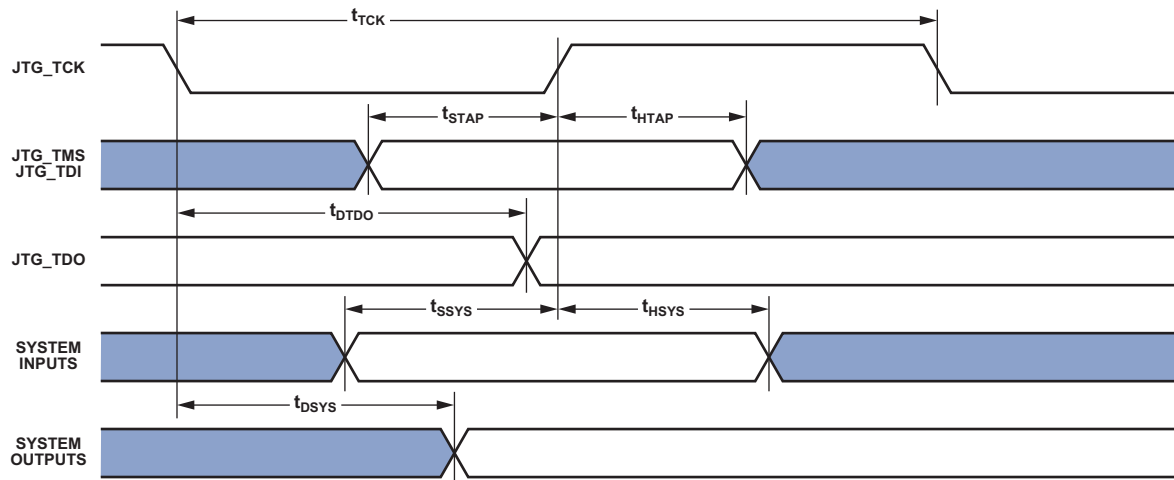 tTCK
JTG_TCK
tSTAP
tHTAP
JTG_TMS
JTG_TDI
tDTDO
JTG_TDO
tSSYS
tHSYS
SYSTEM
INPUTS
tDSYS
SYSTEM
OUTPUTS